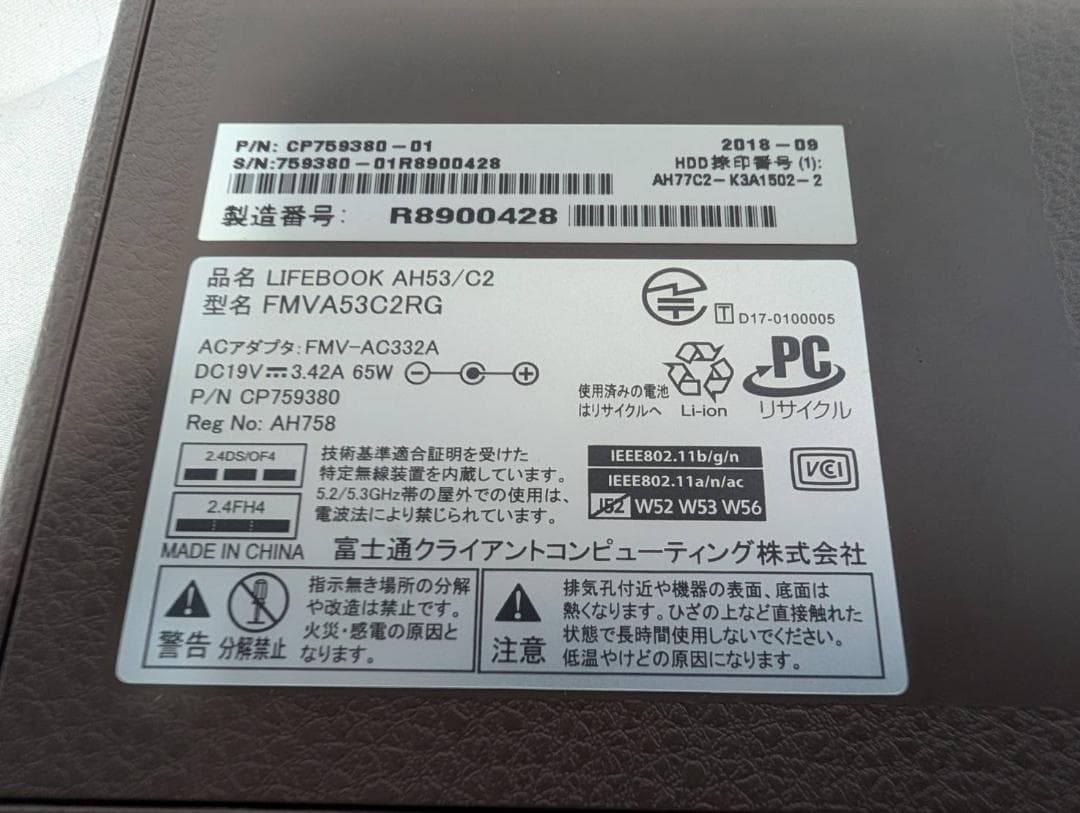 P/N: CP759380-01
2018-09
S/N:759380-01R8900428
HDD捺印番号(1):
AH77C2-K3A1502-2
製造番号: R8900428
品名 LIFEBOOK AH53/C2
型名 FMVA53C2RG
T D17-0100005
ACアダプタ:FMV-AC332A
DC19V 3.42A 65W
P/N CP759380
Reg No: AH758
使用済みの電池
はリサイクルへ
Li-ion
PC
リサイクル
2.4DS/OF4
2.4FH4
技術基準適合証明を受けた
特定無線装置を内蔵しています。
5.2/5.3GHz帯の屋外での使用は、
電波法により禁じられています。
IEEE802.11b/g/n
IEEE802.11a/n/ac
J52 W52 W53 W56
VCCI
MADE IN CHINA 富士通クライアントコンピューティング株式会社
警告
分解禁止
指示無き場所の分解
や改造は禁止です。
火災・感電の原因と
なります。
注意
排気孔付近や機器の表面、底面は
熱くなります。ひざの上など直接触れた
状態で長時間使用しないでください。
低温やけどの原因になります。